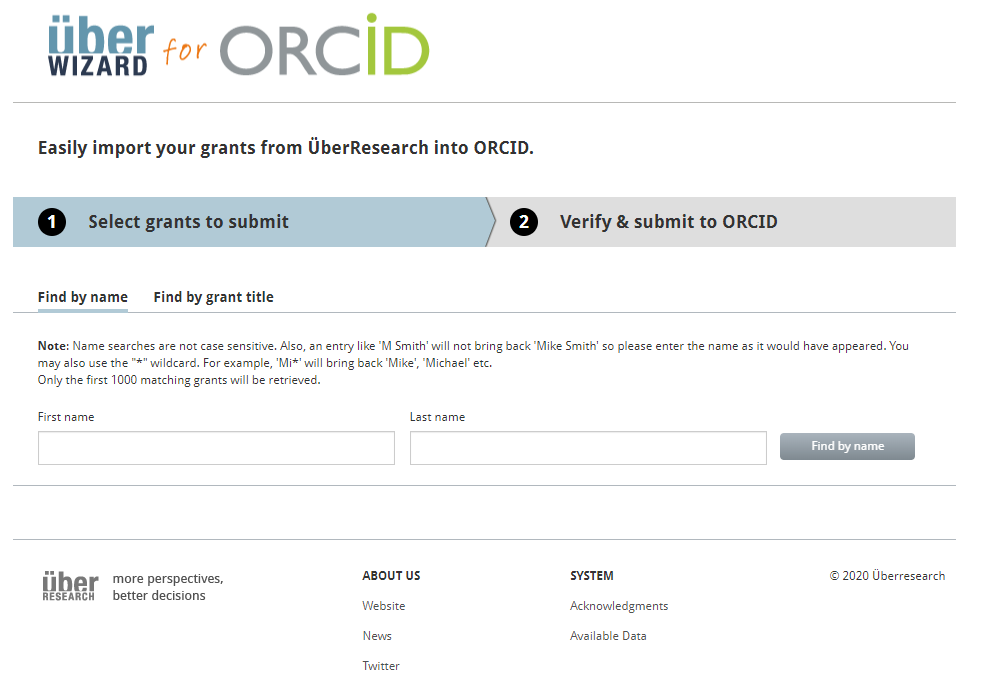 über
WIZARD for ORCID
Easily import your grants from ÜberResearch into ORCID.
1 Select grants to submit 2 Verify & submit to ORCID
Find by name Find by grant title
Note: Name searches are not case sensitive. Also, an entry like 'M Smith' will not bring back 'Mike Smith' so please enter the name as it would have appeared. You
may also use the "*" wildcard. For example, 'Mi*' will bring back 'Mike', 'Michael' etc.
Only the first 1000 matching grants will be retrieved.
First name Last name
Find by name
über
RESEARCH
more perspectives,
better decisions
ABOUT US
Website
News
Twitter
SYSTEM
Acknowledgments
Available Data
© 2020 Überresearch